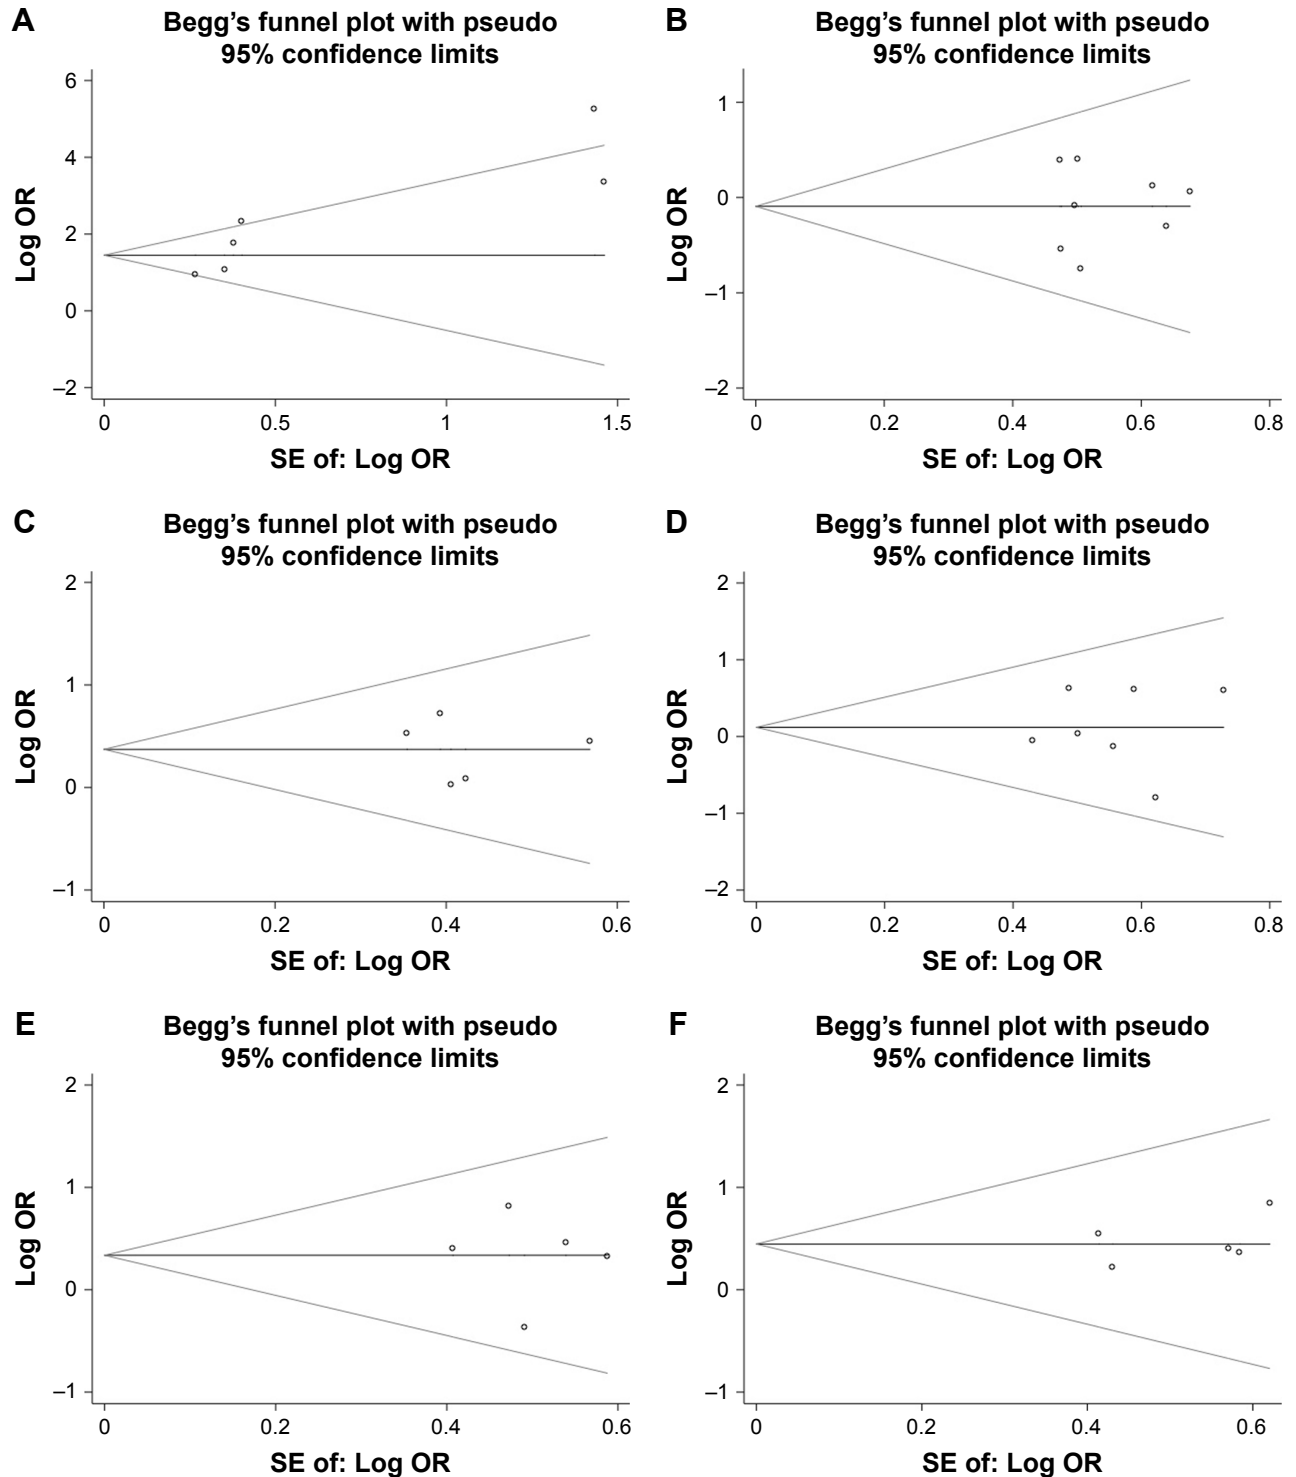 A
Begg’s funnel plot with pseudo
95% confidence limits
6
4
2
0
–2
Log OR
0
0.5
1
1.5
SE of: Log OR
B
Begg’s funnel plot with pseudo
95% confidence limits
1
0
–1
–2
Log OR
0
0.2
0.4
0.6
0.8
SE of: Log OR
C
Begg’s funnel plot with pseudo
95% confidence limits
2
1
0
–1
Log OR
0
0.2
0.4
0.6
SE of: Log OR
D
Begg’s funnel plot with pseudo
95% confidence limits
2
1
0
–1
–2
Log OR
0
0.2
0.4
0.6
0.8
SE of: Log OR
E
Begg’s funnel plot with pseudo
95% confidence limits
2
1
0
–1
Log OR
0
0.2
0.4
0.6
SE of: Log OR
F
Begg’s funnel plot with pseudo
95% confidence limits
2
1
0
–1
Log OR
0
0.2
0.4
0.6
SE of: Log OR